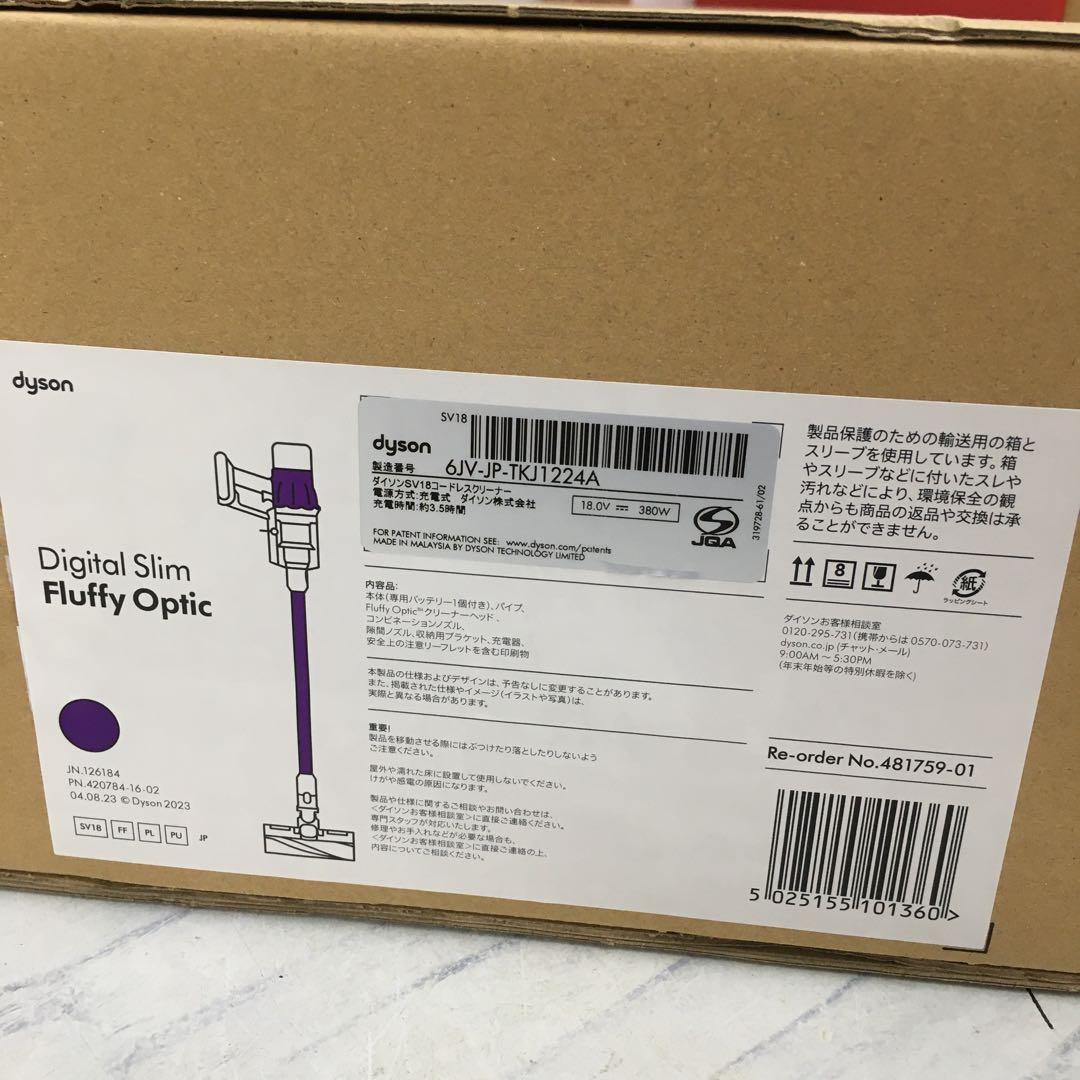 dyson
Digital Slim
Fluffy Optic
JN.126184
PN.420784-16-02
04.08.23 © Dyson 2023
SV18 FF PL PU JP
SV18
dyson
製造番号 6JV-JP-TKJ1224A
ダイソンSV18コードレスクリーナー
電源方式:充電式 ダイソン株式会社
充電時間:約3.5時間
18.0V ⎓ 380W
JQA
319728-61/02
FOR PATENT INFORMATION SEE: www.dyson.com/patents
MADE IN MALAYSIA BY DYSON TECHNOLOGY LIMITED
内容品:
本体(専用バッテリー1個付き)、パイプ、
Fluffy Optic™クリーナーヘッド、
コンビネーションノズル、
隙間ノズル、収納用ブラケット、充電器、
安全上の注意リーフレットを含む印刷物
本製品の仕様およびデザインは、予告なしに変更することがあります。
また、掲載された仕様やイメージ(イラストや写真)は、
実際と異なる場合があります。
重要!
製品を移動させる際にはぶつけたり落としたりしないよう
ご注意ください。
屋外や濡れた床に設置して使用しないでください。
けがや感電の原因になります。
製品や仕様に関するご相談やお問い合わせは、
<ダイソンお客様相談室>に直接ご連絡ください。
専門スタッフが対応いたします。
修理やお手入れなどが必要な場合も、
<ダイソンお客様相談室>に直接ご連絡の上、
内容についてご相談ください。
製品保護のための輸送用の箱と
スリーブを使用しています。箱
やスリーブなどに付いたスレや
汚れなどにより、環境保全の観
点からも商品の返品や交換は承
ることができません。
8
紙
ラッピングシート
ダイソンお客様相談室
0120-295-731(携帯からは 0570-073-731)
dyson.co.jp (チャット・メール)
9:00AM ~ 5:30PM
(年末年始等の特別休暇を除く)
Re-order No.481759-01
5 025155 101360 >